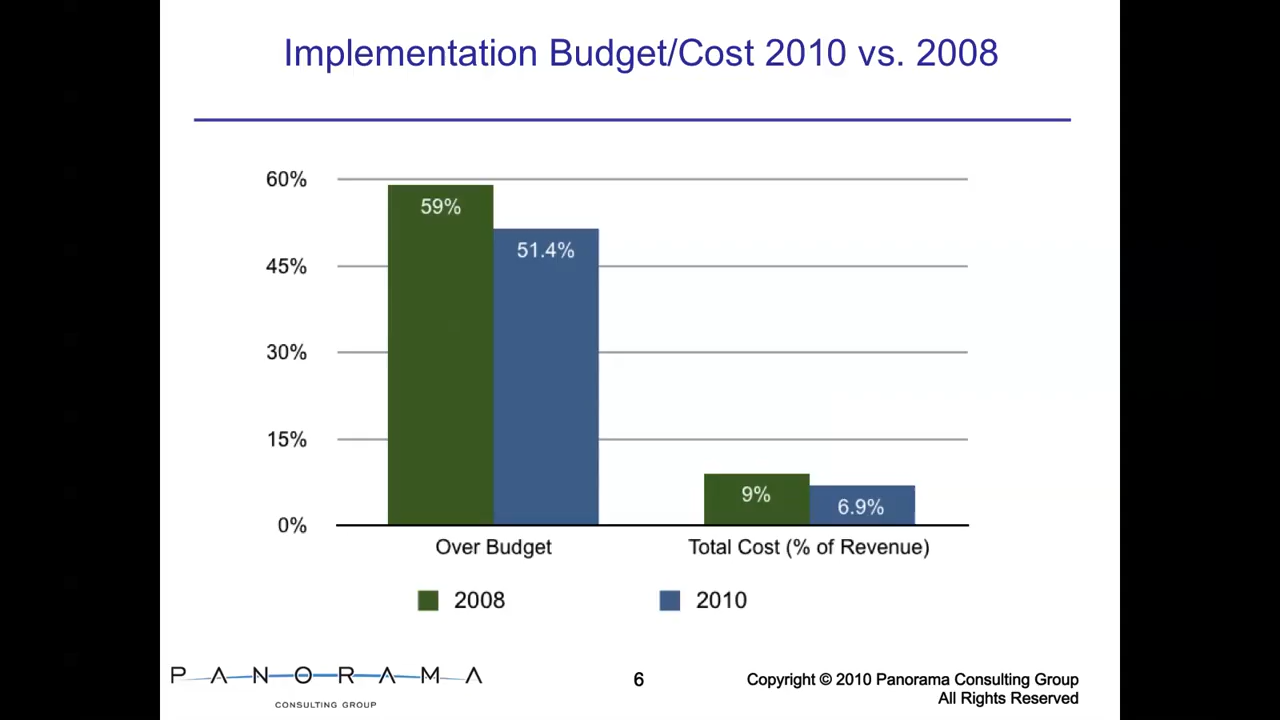 Implementation Budget/Cost 2010 vs. 2008
60%
59%
51.4%
45%
30%
15%
9%
6.9%
0%
Over Budget Total Cost (% of Revenue)
2008 2010
PANORAMA
CONSULTING GROUP
6
Copyright © 2010 Panorama Consulting Group
All Rights Reserved